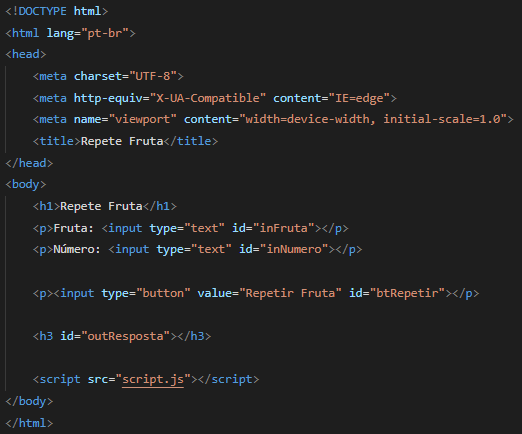 <!DOCTYPE html>
<html lang="pt-br">
<head>
    <meta charset="UTF-8">
    <meta http-equiv="X-UA-Compatible" content="IE=edge">
    <meta name="viewport" content="width=device-width, initial-scale=1.0">
    <title>Repete Fruta</title>
</head>
<body>
    <h1>Repete Fruta</h1>
    <p>Fruta: <input type="text" id="inFruta"></p>
    <p>Número: <input type="text" id="inNumero"></p>
    <p><input type="button" value="Repetir Fruta" id="btRepetir"></p>
    <h3 id="outResposta"></h3>
    <script src="script.js"></script>
</body>
</html>